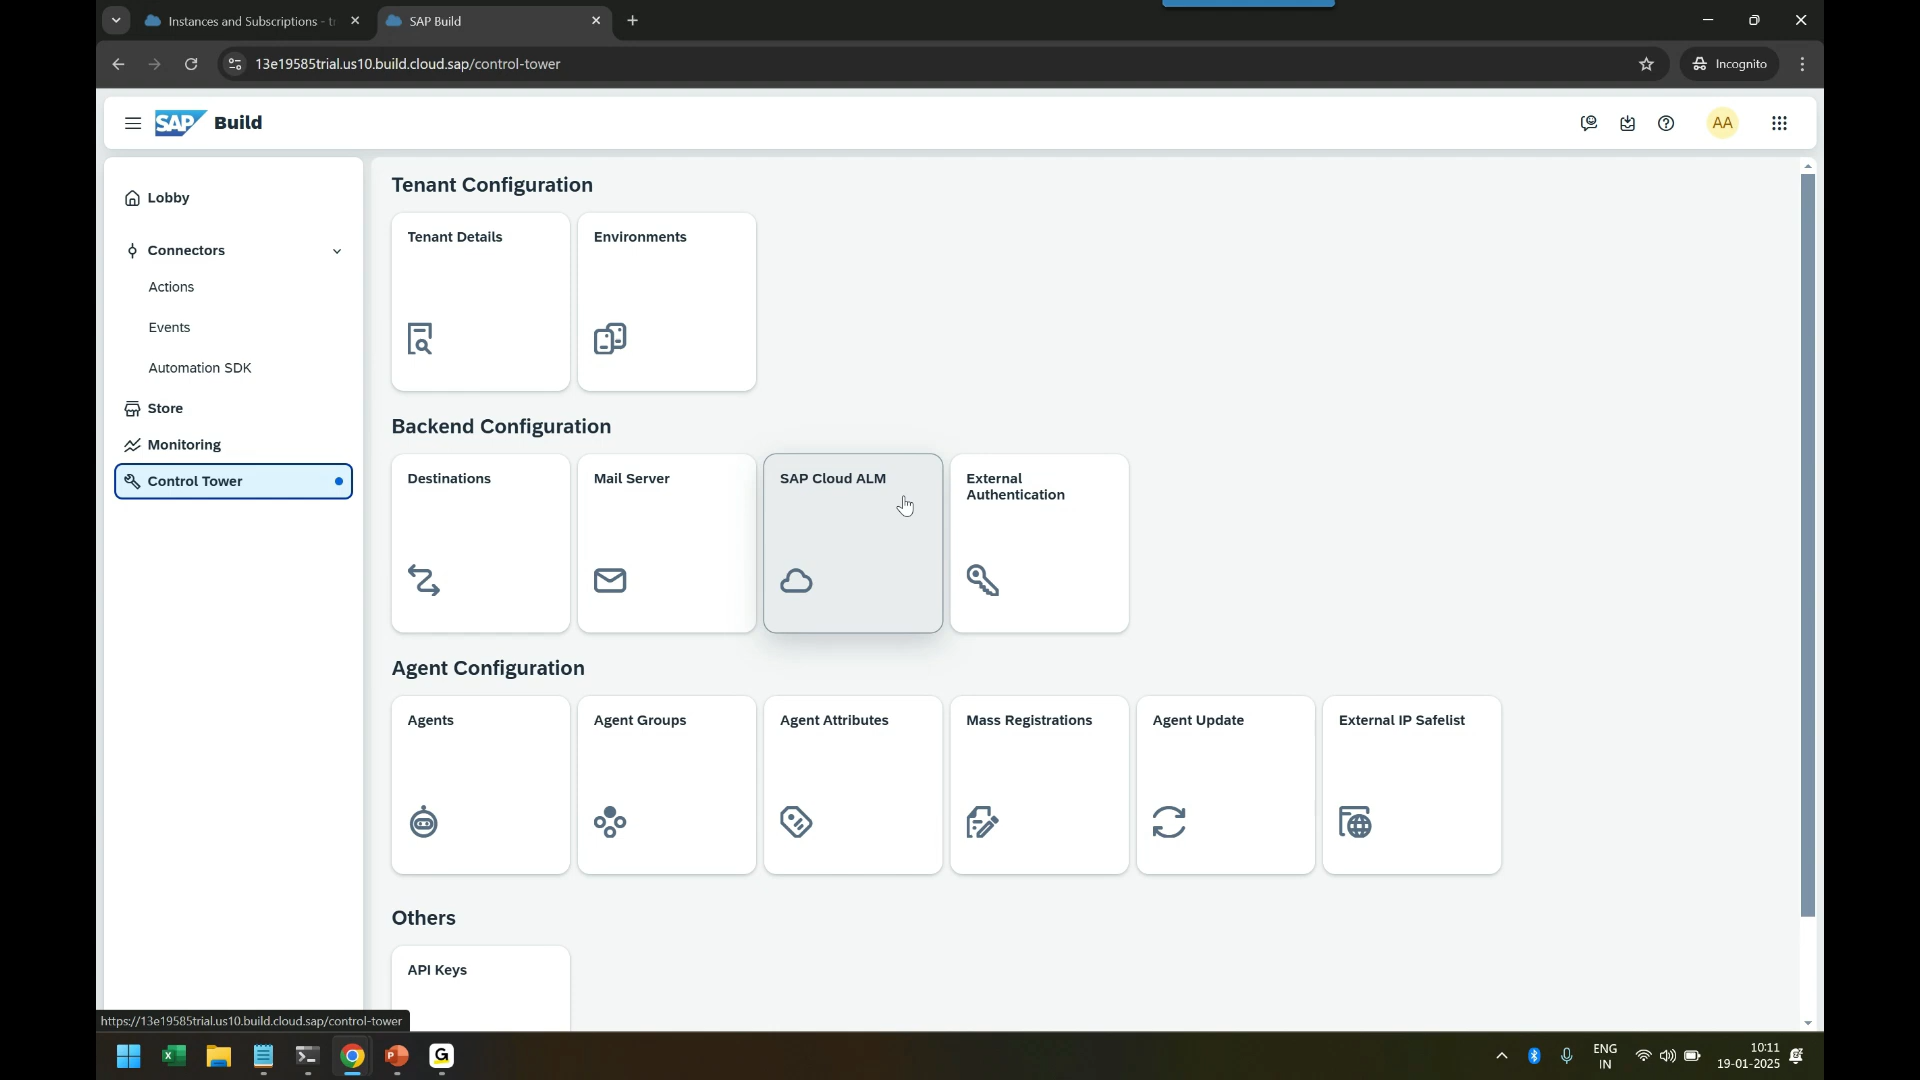 Instances and Subscriptions - tr
SAP Build
13e19585trial.us10.build.cloud.sap/control-tower
Incognito
SAP Build
AA
Lobby
Connectors
Actions
Events
Automation SDK
Store
Monitoring
Control Tower
Tenant Configuration
Tenant Details
Environments
Backend Configuration
Destinations
Mail Server
SAP Cloud ALM
External
Authentication
Agent Configuration
Agents
Agent Groups
Agent Attributes
Mass Registrations
Agent Update
External IP Safelist
Others
API Keys
https://13e19585trial.us10.build.cloud.sap/control-tower
ENG
IN
10:11
19-01-2025